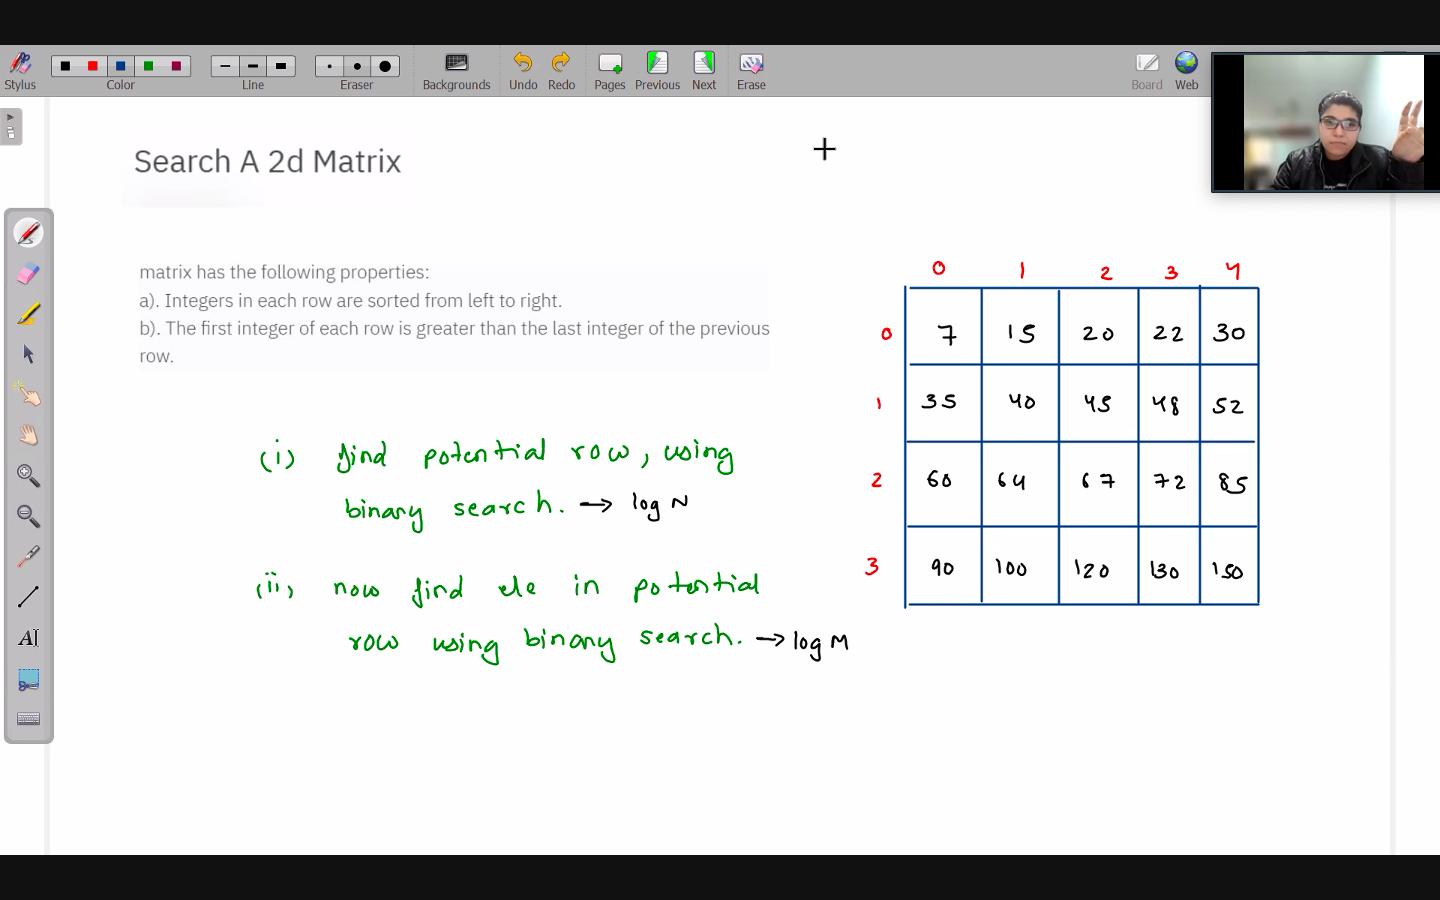 Stylus
Color
Line
Eraser
Backgrounds
Undo
Redo
Pages
Previous
Next
Erase
Board
Web
Search A 2d Matrix
matrix has the following properties:
a). Integers in each row are sorted from left to right.
b). The first integer of each row is greater than the last integer of the previous
row.
(i) find potential row, using
binary search. → log N
(ii) now find ele in potential
row using binary search. → log M
0 1 2 3 4
0 7 15 20 22 30
1 35 40 45 48 52
2 60 64 67 72 85
3 90 100 120 130 150
AI